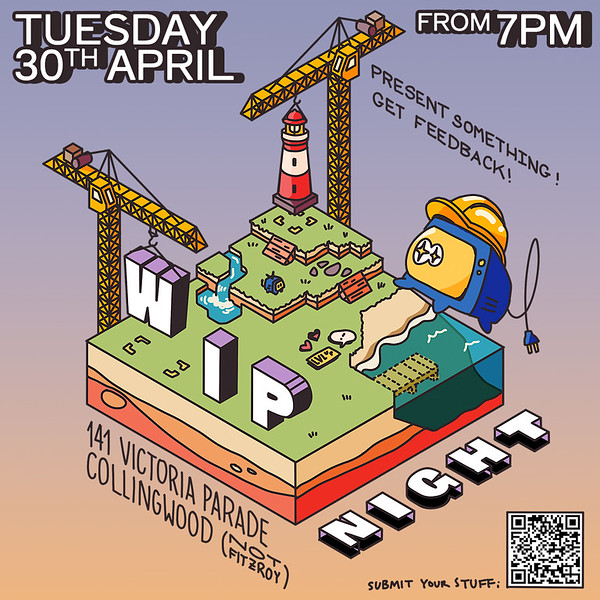 TUESDAY
30TH APRIL
FROM 7PM
PRESENT SOMETHING!
GET FEEDBACK!
WIP
LVL+
NIGHT
141 VICTORIA PARADE
COLLINGWOOD (NOT
FITZROY)
SUBMIT YOUR STUFF: